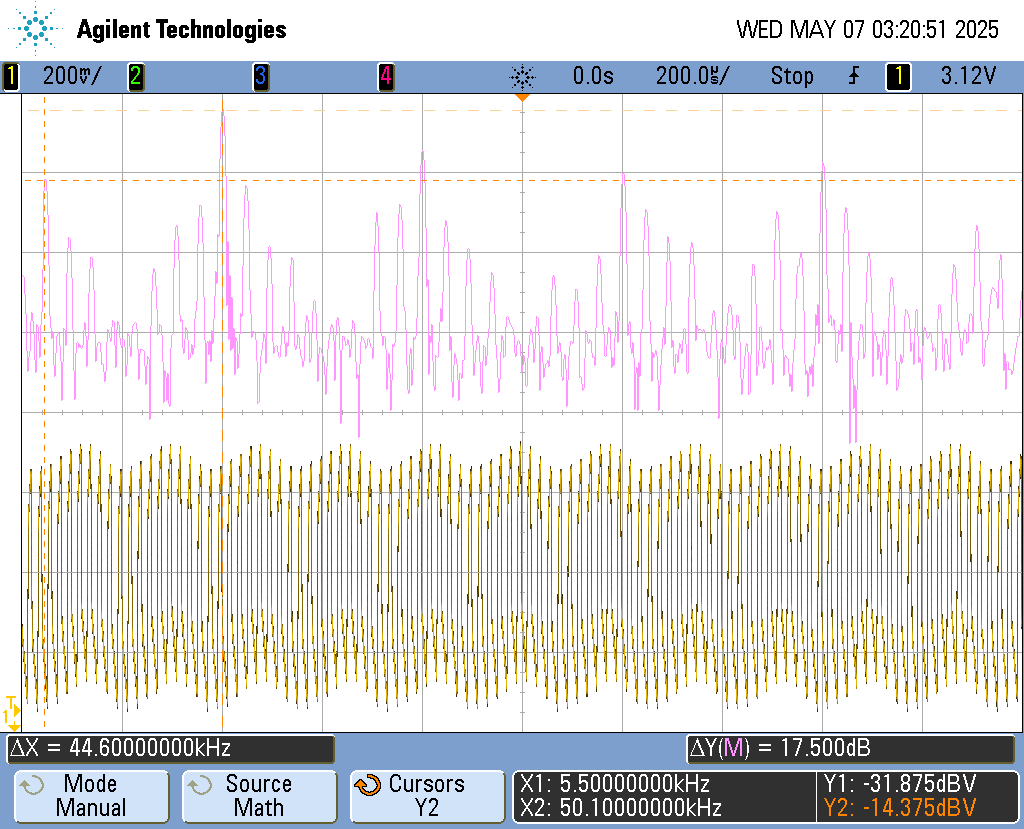 Agilent Technologies
WED MAY 07 03:20:51 2025
1 200mV/ 2 3 4 0.0s 200.0µs/ Stop 1 3.12V
T
1
ΔX = 44.60000000kHz
ΔY(M) = 17.500dB
Mode
Manual
Source
Math
Cursors
Y2
X1: 5.50000000kHz
X2: 50.10000000kHz
Y1: -31.875dBV
Y2: -14.375dBV